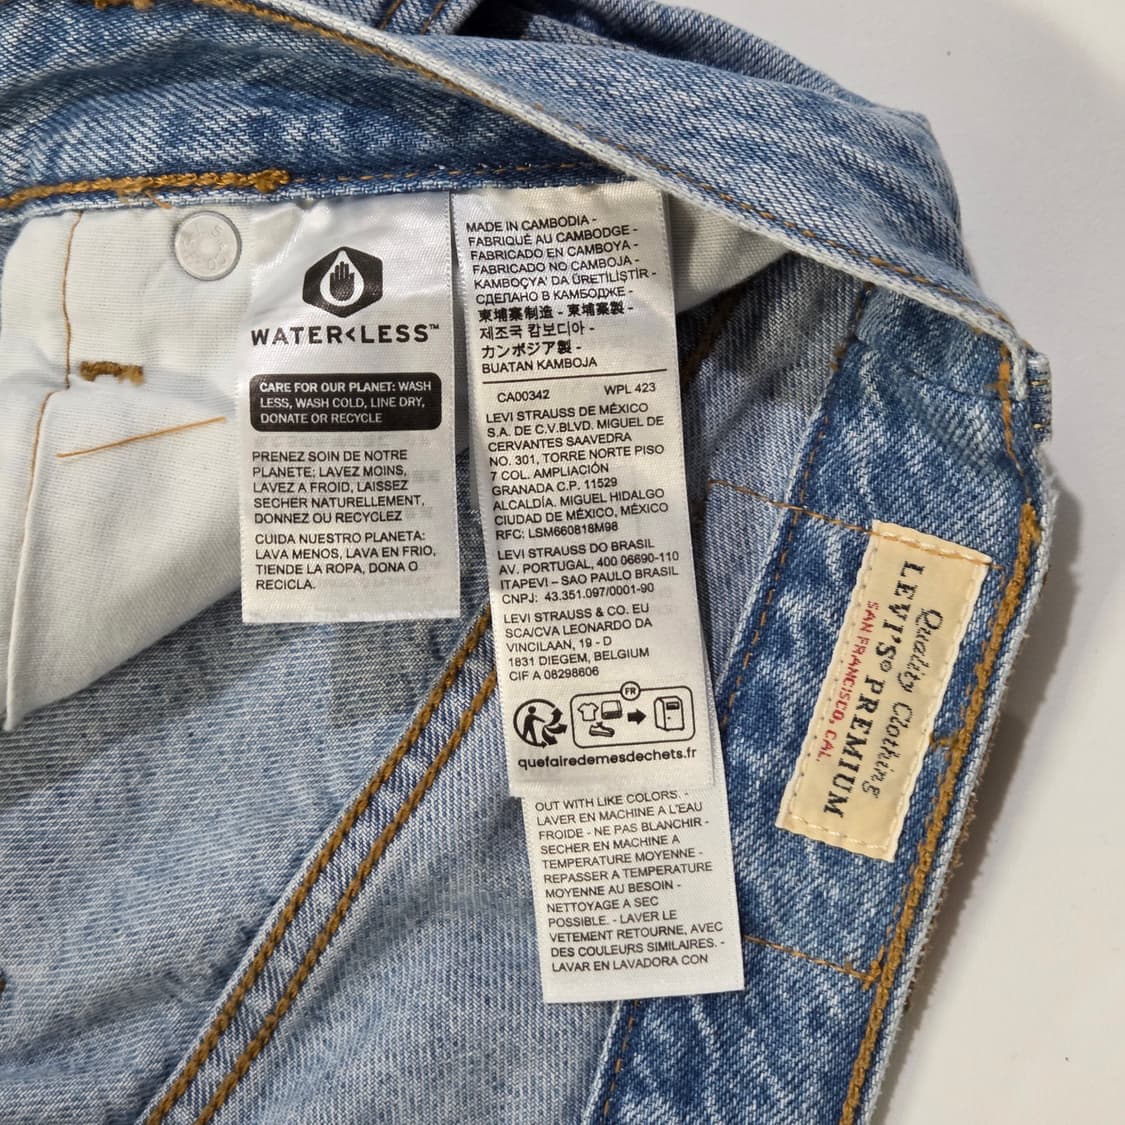 WATER<LESS™
CARE FOR OUR PLANET: WASH
LESS, WASH COLD, LINE DRY,
DONATE OR RECYCLE
PRENEZ SOIN DE NOTRE
PLANETE: LAVEZ MOINS,
LAVEZ A FROID, LAISSEZ
SECHER NATURELLEMENT,
DONNEZ OU RECYCLEZ
CUIDA NUESTRO PLANETA:
LAVA MENOS, LAVA EN FRIO,
TIENDE LA ROPA, DONA O
RECICLA.
MADE IN CAMBODIA -
FABRIQUÉ AU CAMBODGE -
FABRICADO EN CAMBOYA -
FABRICADO NO CAMBOJA -
KAMBOÇYA' DA ÜRETILIŞTIR -
СДЕЛАНО В КАМБОДЖЕ -
柬埔寨制造 - 柬埔寨製 -
제조국 캄보디아 -
カンボジア製 -
BUATAN KAMBOJA
CA00342 WPL 423
LEVI STRAUSS DE MÉXICO
S.A. DE C.V.BLVD. MIGUEL DE
CERVANTES SAAVEDRA
NO. 301, TORRE NORTE PISO
7 COL. AMPLIACIÓN
GRANADA C.P. 11529
ALCALDÍA. MIGUEL HIDALGO
CIUDAD DE MÉXICO, MÉXICO
RFC: LSM660818M98
LEVI STRAUSS DO BRASIL
AV. PORTUGAL, 400 06690-110
ITAPEVI – SAO PAULO BRASIL
CNPJ: 43.351.097/0001-90
LEVI STRAUSS & CO. EU
SCA/CVA LEONARDO DA
VINCILAAN, 19 - D
1831 DIEGEM, BELGIUM
CIF A 08298606
FR
quefairedemesdechets.fr
OUT WITH LIKE COLORS. -
LAVER EN MACHINE A L'EAU
FROIDE - NE PAS BLANCHIR -
SECHER EN MACHINE A
TEMPERATURE MOYENNE -
REPASSER A TEMPERATURE
MOYENNE AU BESOIN -
NETTOYAGE A SEC
POSSIBLE. - LAVER LE
VETEMENT RETOURNE, AVEC
DES COULEURS SIMILAIRES. -
LAVAR EN LAVADORA CON
Quality Clothing
LEVI'S® PREMIUM
SAN FRANCISCO, CAL.